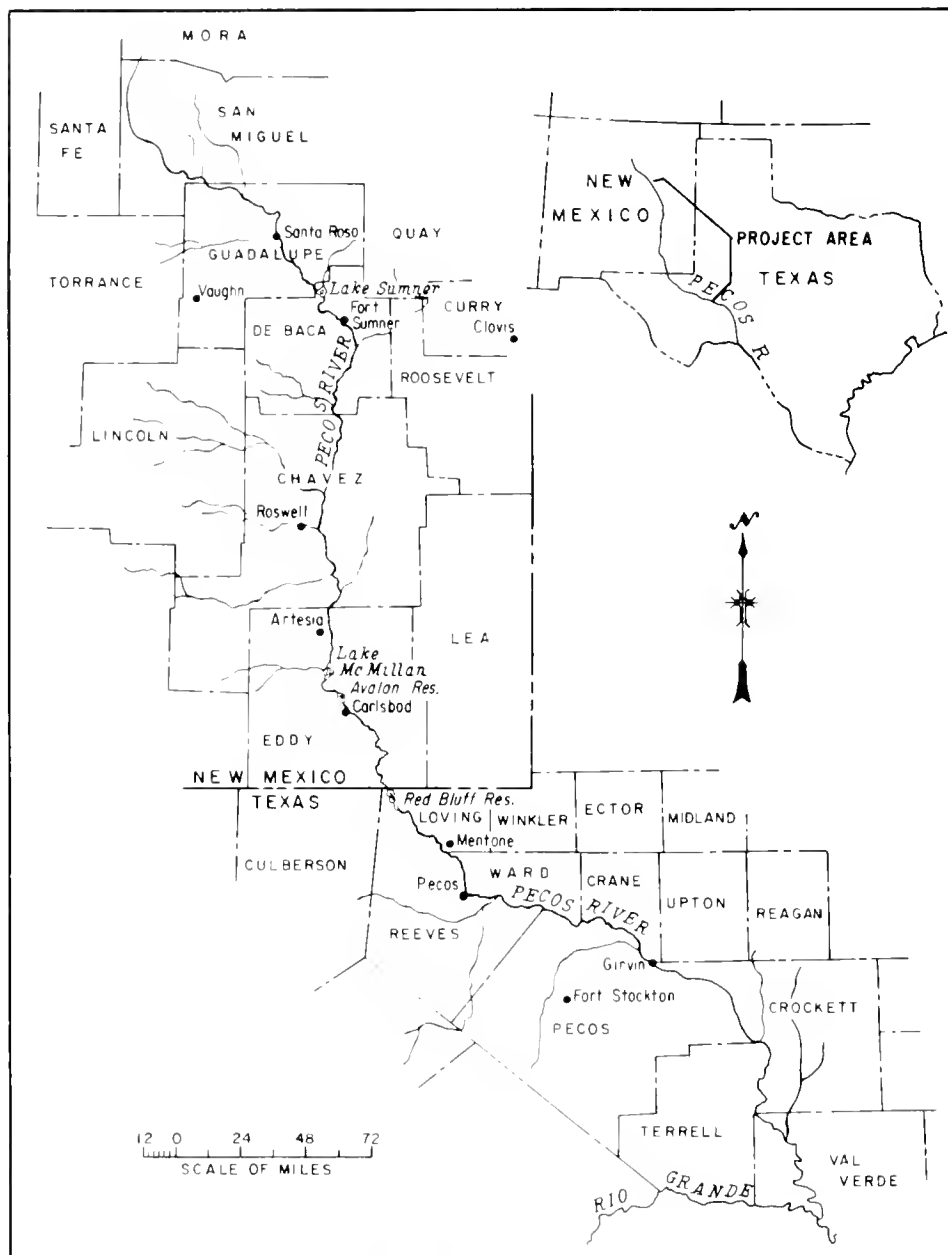 MORA
SANTA
FE
SAN
MIGUEL
Santa Rosa
GUADALUPE
QUAY
TORRANCE
Vaughn
Lake Sumner
Fort
Sumner
CURRY
Clovis
DE BACA
ROOSEVELT
PECOS RIVER
LINCOLN
CHAVEZ
Roswell
Artesia
LEA
Lake
McMillan
Avalon Res.
Carlsbad
EDDY
NEW MEXICO
TEXAS
Red Bluff Res.
LOVING
WINKLER
ECTOR
MIDLAND
Mentone
CULBERSON
WARD
CRANE
Pecos
PECOS RIVER
UPTON
REAGAN
REEVES
Girvin
Fort Stockton
CROCKETT
PECOS
TERRELL
VAL
VERDE
RIO GRANDE
12 0 24 48 72
SCALE OF MILES
NEW
MEXICO
PROJECT AREA
TEXAS
PECOS R
N